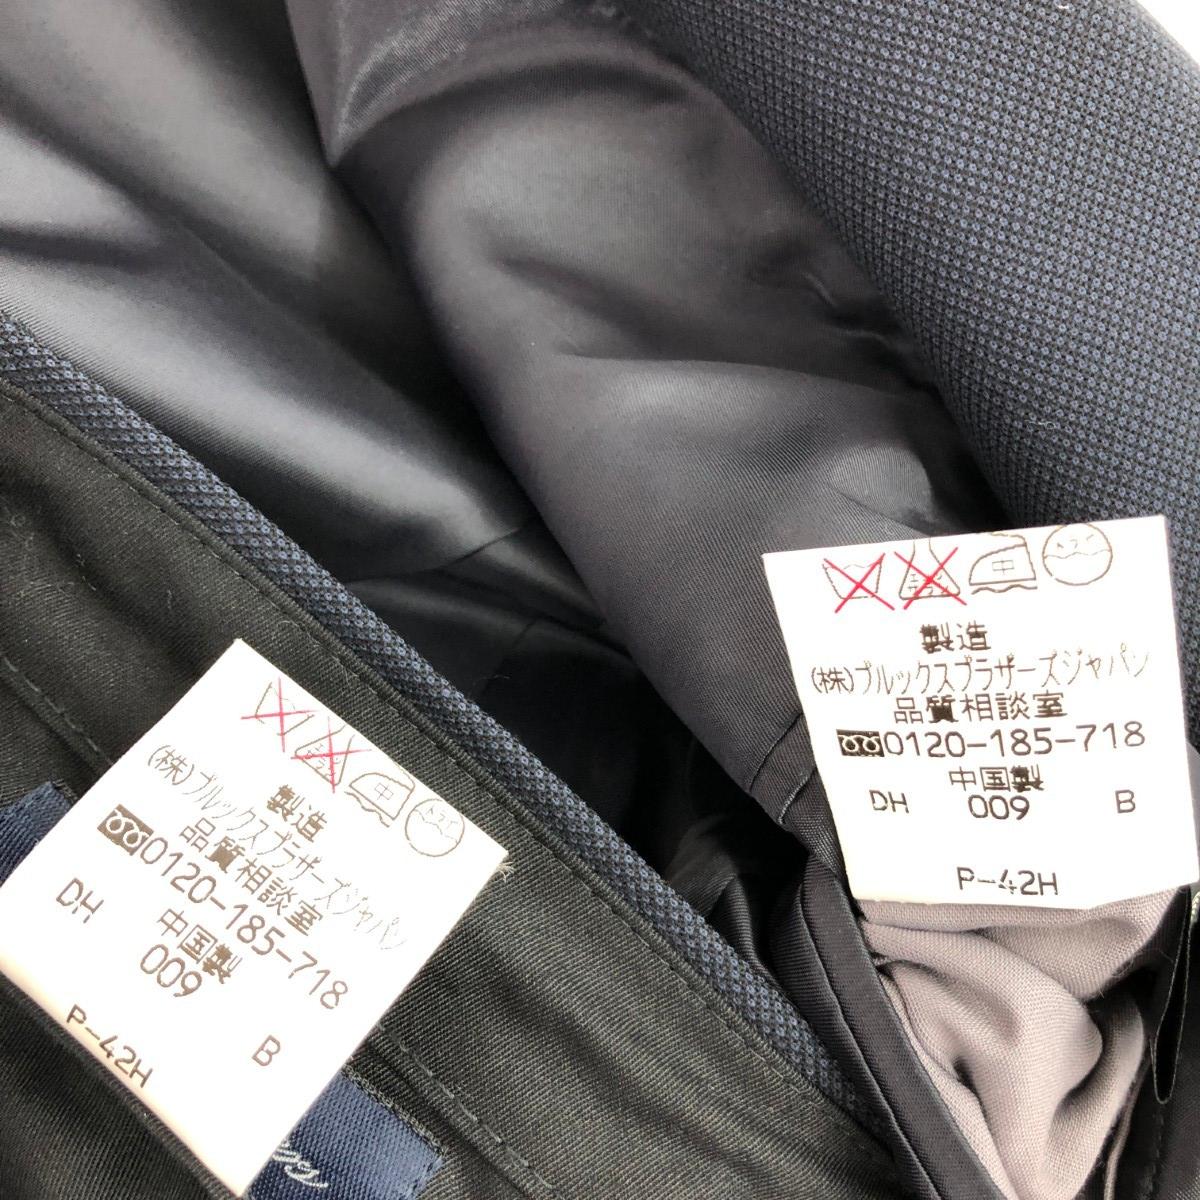 製造
(株)ブルックスブラザーズジャパン
品質相談室
0120-185-718
中国製
DH 009 B
P-42H
中
製造
(株)ブルックスブラザーズジャパン
品質相談室
0120-185-718
中国製
DH 009 B
P-42H
中